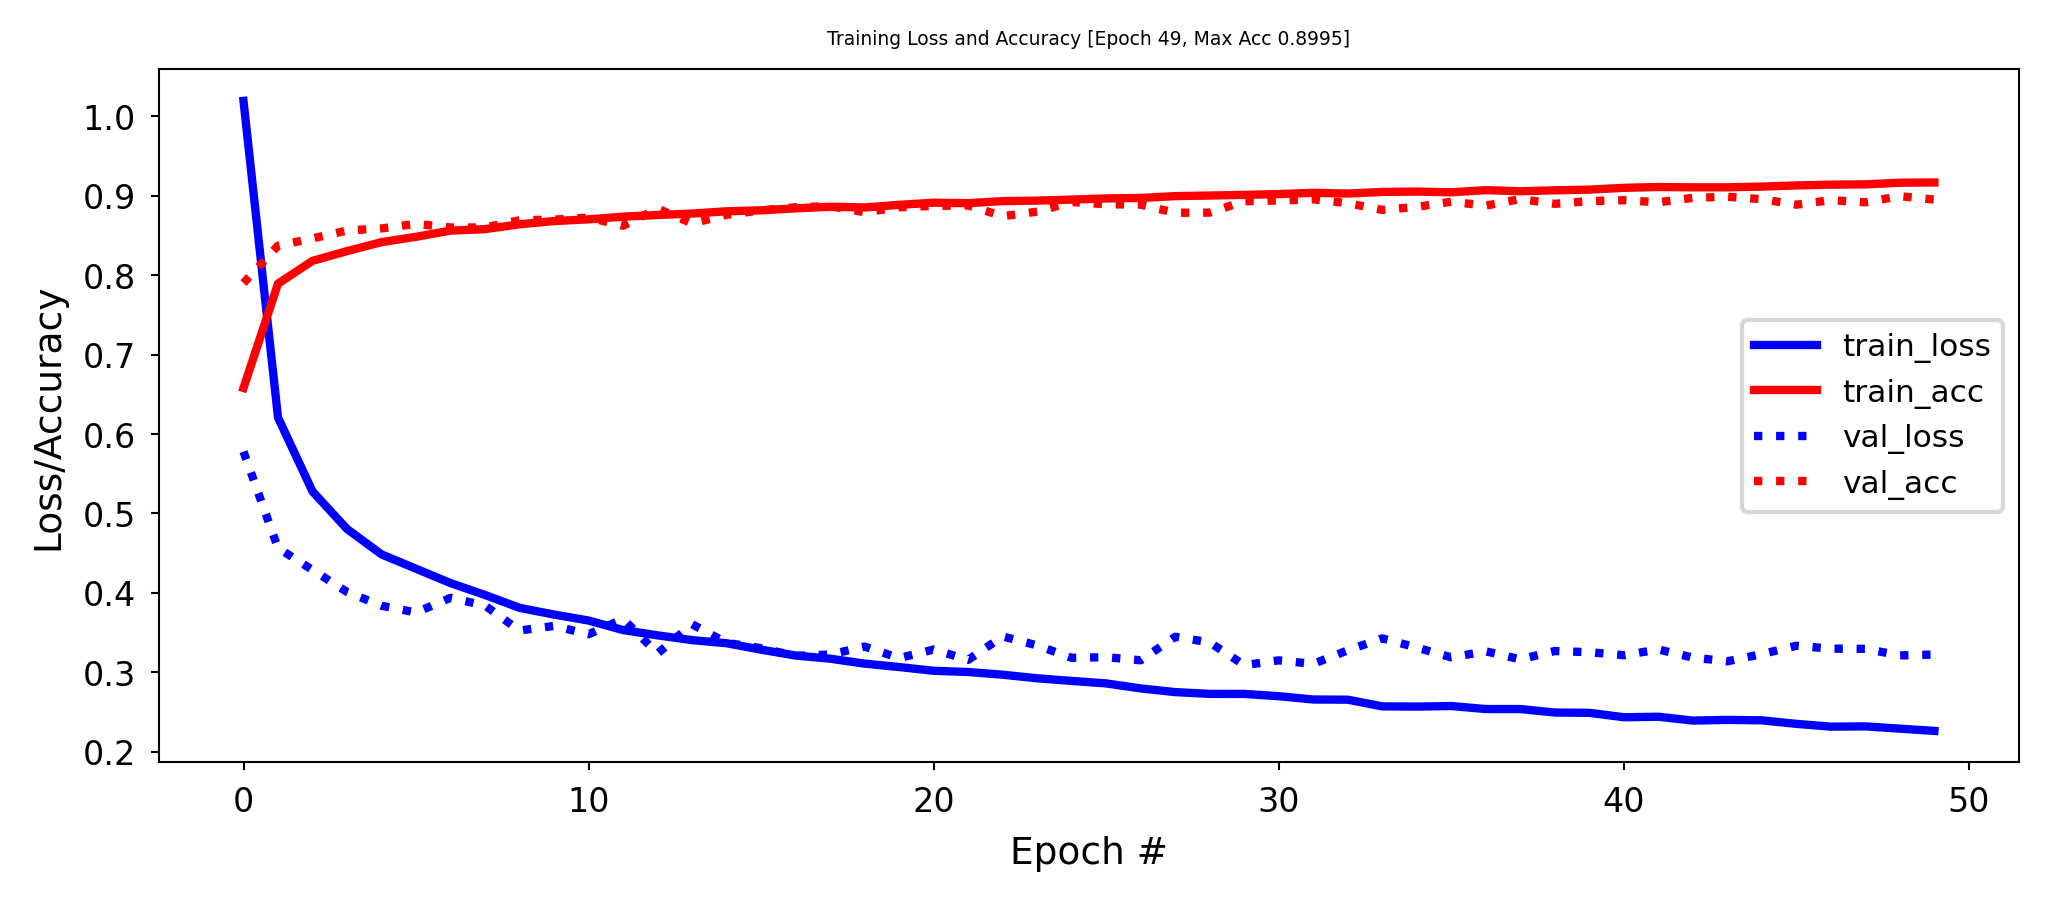 Training Loss and Accuracy [Epoch 49, Max Acc 0.8995]
1.0
0.9
0.8
0.7
0.6
0.5
0.4
0.3
0.2
Loss/Accuracy
train_loss
train_acc
val_loss
val_acc
0 10 20 30 40 50
Epoch #